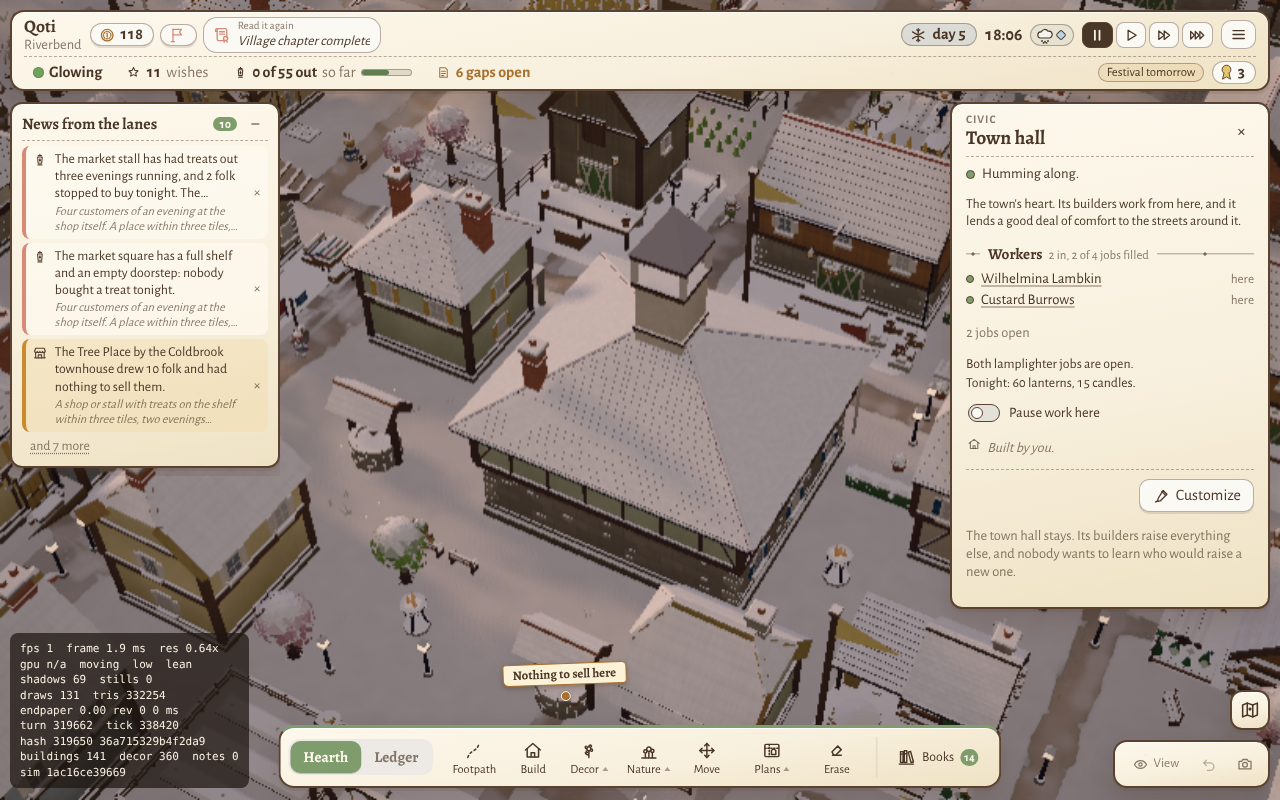 Qoti
Riverbend
118
Read it again
Village chapter complete
day 5
18:06
Glowing
11 wishes
0 of 55 out so far
6 gaps open
Festival tomorrow
3
News from the lanes
10
The market stall has had treats out
three evenings running, and 2 folk
stopped to buy tonight. The…
Four customers of an evening at the
shop itself. A place within three tiles,…
The market square has a full shelf
and an empty doorstep: nobody
bought a treat tonight.
Four customers of an evening at the
shop itself. A place within three tiles,…
The Tree Place by the Coldbrook
townhouse drew 10 folk and had
nothing to sell them.
A shop or stall with treats on the shelf
within three tiles, two evenings…
and 7 more
CIVIC
Town hall
Humming along.
The town's heart. Its builders work from here, and it
lends a good deal of comfort to the streets around it.
Workers 2 in, 2 of 4 jobs filled
Wilhelmina Lambkin here
Custard Burrows here
2 jobs open
Both lamplighter jobs are open.
Tonight: 60 lanterns, 15 candles.
Pause work here
Built by you.
Customize
The town hall stays. Its builders raise everything
else, and nobody wants to learn who would raise a
new one.
Nothing to sell here
fps 1 frame 1.9 ms res 0.64x
gpu n/a moving low lean
shadows 69 stills 0
draws 131 tris 332254
endpaper 0.00 rev 0 0 ms
turn 319662 tick 338420
hash 319650 36a715329b4f2da9
buildings 141 decor 360 notes 0
sim 1ac16ce39669
Hearth
Ledger
Footpath
Build
Decor
Nature
Move
Plans
Erase
Books 14
View